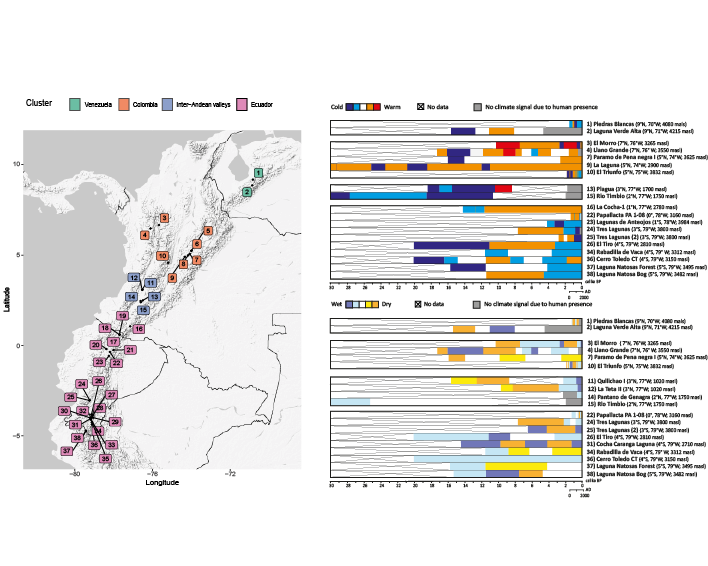 Cluster
Venezuela
Colombia
Inter-Andean valleys
Ecuador
10
5
0
−5
Latitude
−80
−76
−72
Longitude
1
2
3
4
5
6
7
8
9
10
11
12
13
14
15
16
17
18
19
20
21
22
23
24
25
26
27
28
29
30
31
32
33
34
35
36
37
38
Cold
Warm
No data
No climate signal due to human presence
1) Piedras Blancas (9°N, 70°W; 4080 masl)
2) Laguna Verde Alta (9°N, 71°W; 4215 masl)
3) El Morro (7°N, 76°W; 3265 masl)
4) Llano Grande (7°N, 76°W; 3550 masl)
7) Paramo de Pena negra I (5°N, 74°W; 3625 masl)
9) La Laguna (5°N, 74°W; 2900 masl)
10) El Triunfo (5°N, 75°W; 3832 masl)
13) Piagua (3°N, 77°W; 1700 masl)
15) Rio Timbio (2°N, 77°W; 1750 masl)
16) La Cocha-1 (1°N, 77°W; 2780 masl)
22) Papallacta PA 1-08 (0°, 78°W; 3160 masl)
23) Lagunas de Anteojos (1°S, 78°W; 3984 masl)
24) Tres Lagunas (3°S, 79°W; 3800 masl)
25) Tres Lagunas (2) (3°S, 79°W; 3800 masl)
26) El Tiro (4°S, 79°W; 2810 masl)
34) Rabadilla de Vaca (4°S, 79° W; 3312 masl)
36) Cerro Toledo CT (4°S, 79°W; 3150 masl)
37) Laguna Natosas Forest (5°S, 79°W; 3495 masl)
38) Laguna Natosa Bog (5°S, 79°W; 3482 masl)
30 28 26 24 22 20 18 16 14 12 10 8 6 4 2 0
cal ka BP
AD
0 2000
Wet
Dry
No data
No climate signal due to human presence
1) Piedras Blancas (9°N, 70°W; 4080 masl)
2) Laguna Verde Alta (9°N, 71°W; 4215 masl)
3) El Morro (7°N, 76°W; 3265 masl)
4) Llano Grande (7°N, 76°W; 3550 masl)
7) Paramo de Pena negra I (5°N, 74°W; 3625 masl)
10) El Triunfo (5°N, 75°W; 3832 masl)
11) Quilichao I (3°N, 77°W; 1020 masl)
12) La Teta II (3°N, 77°W; 1020 masl)
14) Pantano de Genagra (2°N, 77°W; 1750 masl)
15) Rio Timbio (2°N, 77°W; 1750 masl)
22) Papallacta PA 1-08 (0°, 78°W; 3160 masl)
24) Tres Lagunas (3°S, 79°W; 3800 masl)
25) Tres Lagunas (2) (3°S, 79°W; 3800 masl)
26) El Tiro (4°S, 79°W; 2810 masl)
31) Cocha Caranga Laguna (4°S, 79°W; 2710 masl)
34) Rabadilla de Vaca (4°S, 79° W; 3312 masl)
36) Cerro Toledo CT (4°S, 79°W; 3150 masl)
37) Laguna Natosas Forest (5°S, 79°W; 3495 masl)
38) Laguna Natosa Bog (5°S, 79°W; 3482 masl)
30 28 26 24 22 20 18 16 14 12 10 8 6 4 2 0
cal ka BP
AD
0 2000